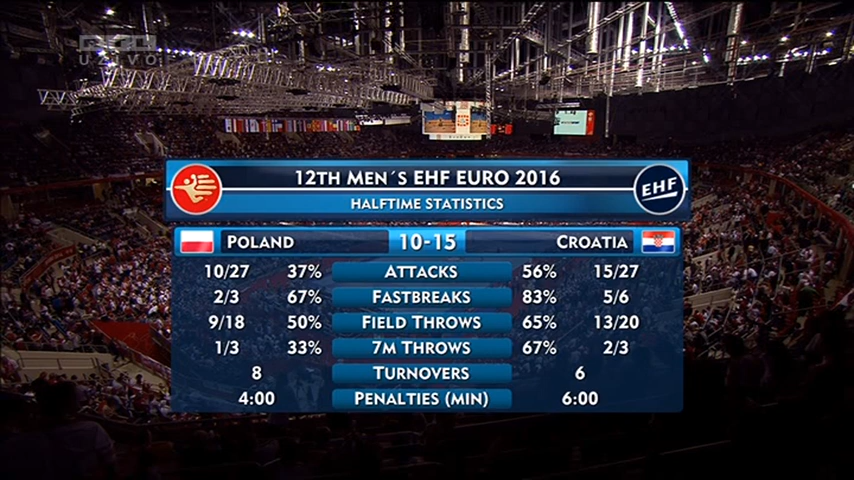 RTL
UŽIVO
12TH MEN´S EHF EURO 2016
EHF
HALFTIME STATISTICS
POLAND 10-15 CROATIA
10/27 37% ATTACKS 56% 15/27
2/3 67% FASTBREAKS 83% 5/6
9/18 50% FIELD THROWS 65% 13/20
1/3 33% 7M THROWS 67% 2/3
8 TURNOVERS 6
4:00 PENALTIES (MIN) 6:00